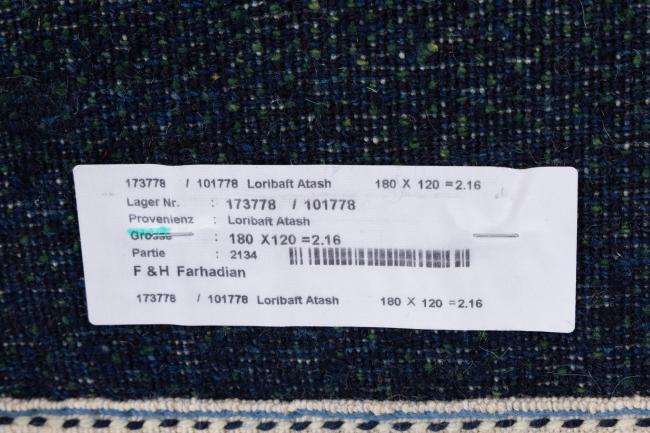 173778 / 101778 Loribaft Atash 180 X 120 =2.16
Lager Nr. : 173778 / 101778
Provenienz : Loribaft Atash
Grosse : 180 X120 =2.16
Partie : 2134
F &H Farhadian
173778 / 101778 Loribaft Atash 180 X 120 =2.16